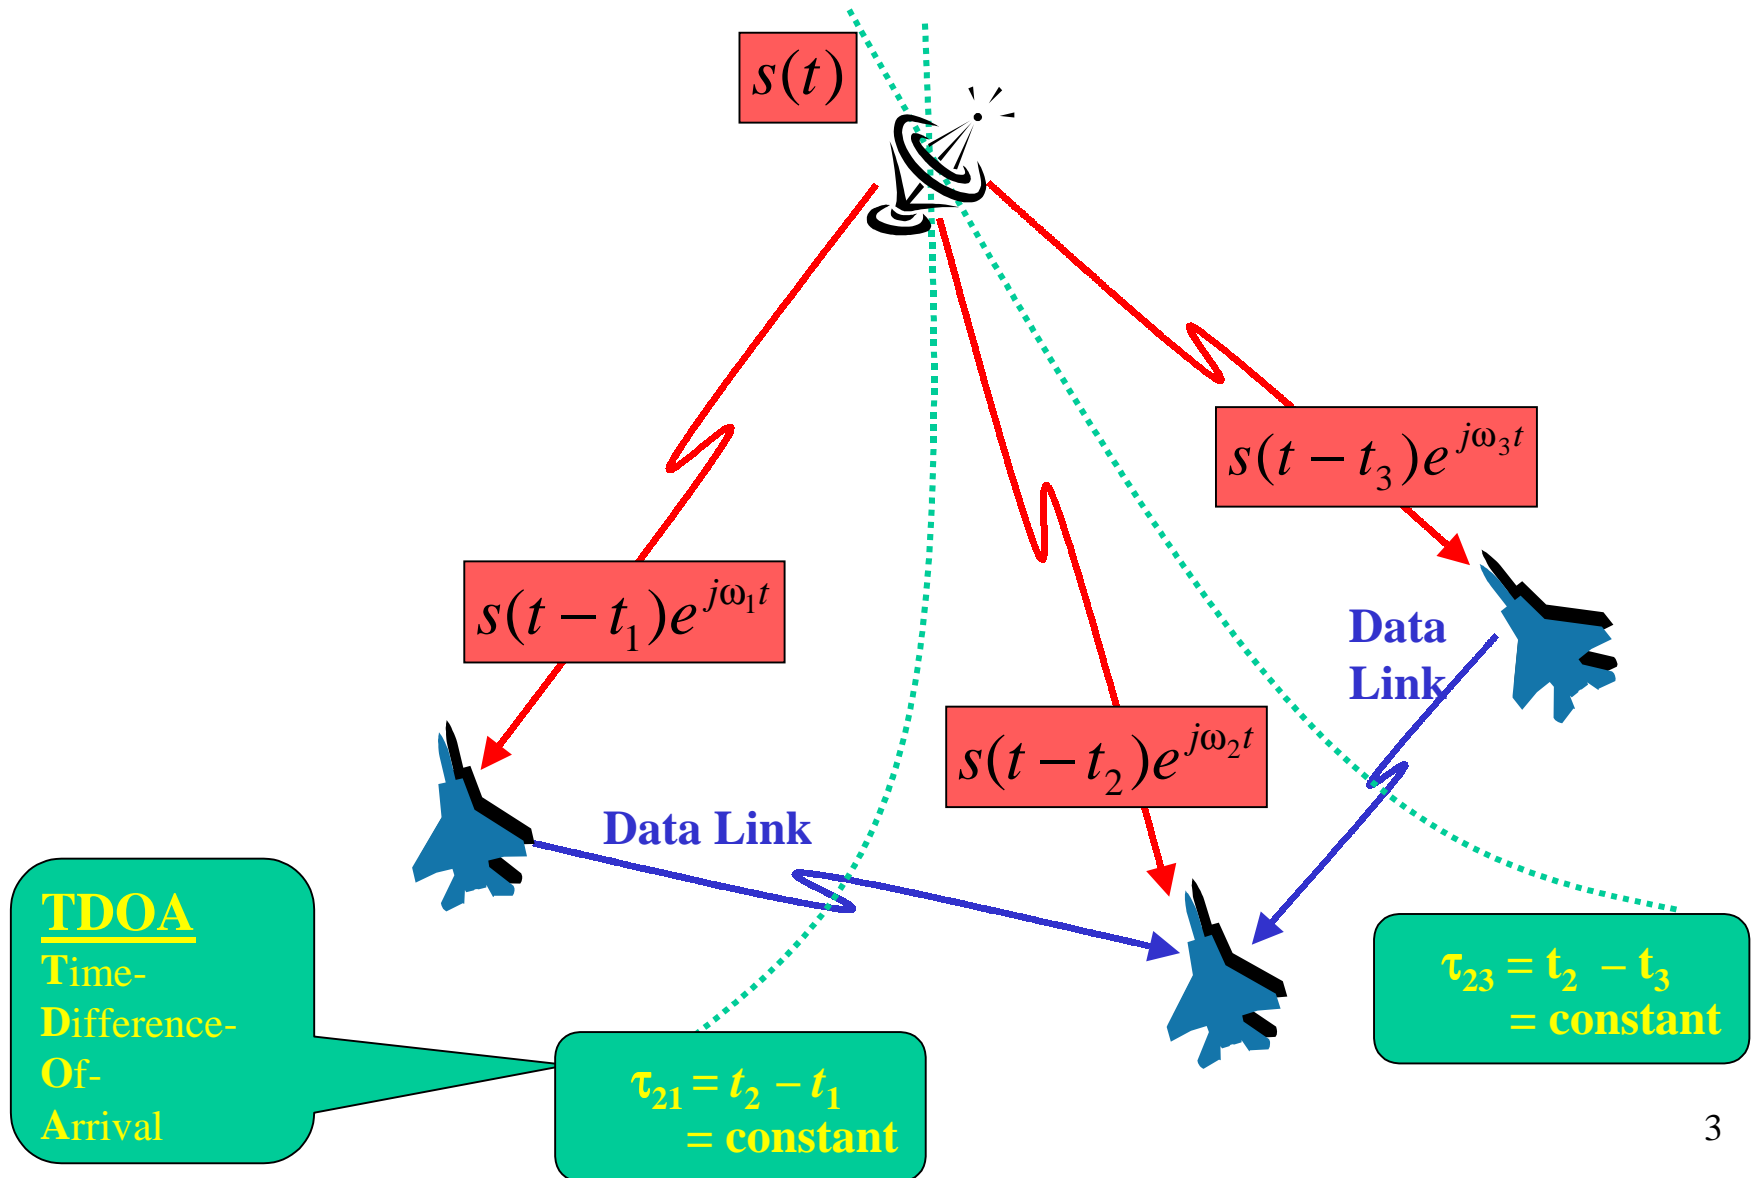 s(t)
s(t − t₃)e^{jω₃t}
s(t − t₁)e^{jω₁t}
Data
Link
s(t − t₂)e^{jω₂t}
Data Link
TDOA
Time-
Difference-
Of-
Arrival
τ₂₃ = t₂ – t₃
= constant
τ₂₁ = t₂ – t₁
= constant
3